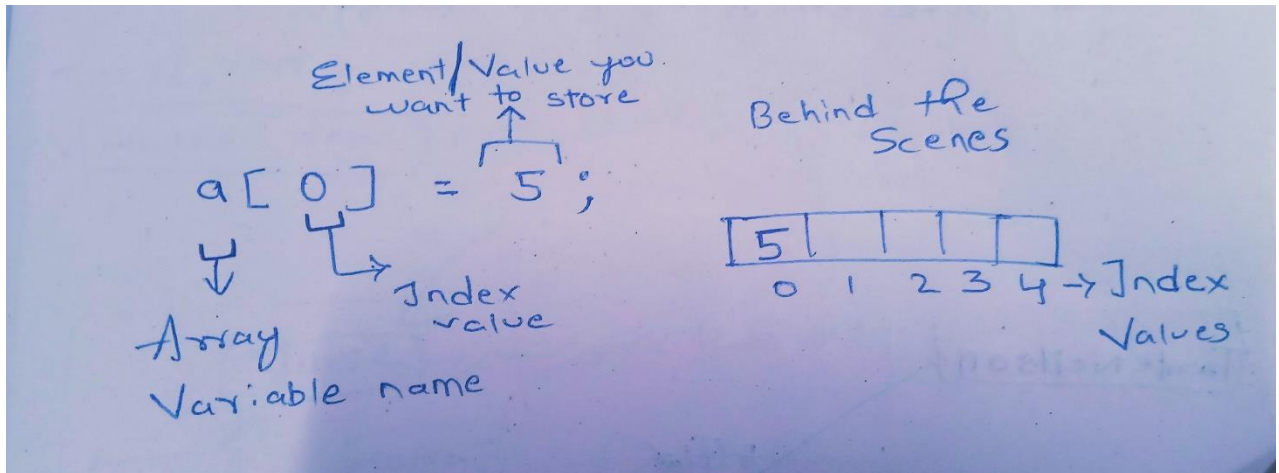 Element/Value you
want to store
a[0] = 5;
Index
value
Array
Variable name
Behind the
Scenes
5
0 1 2 3 4 → Index
Values